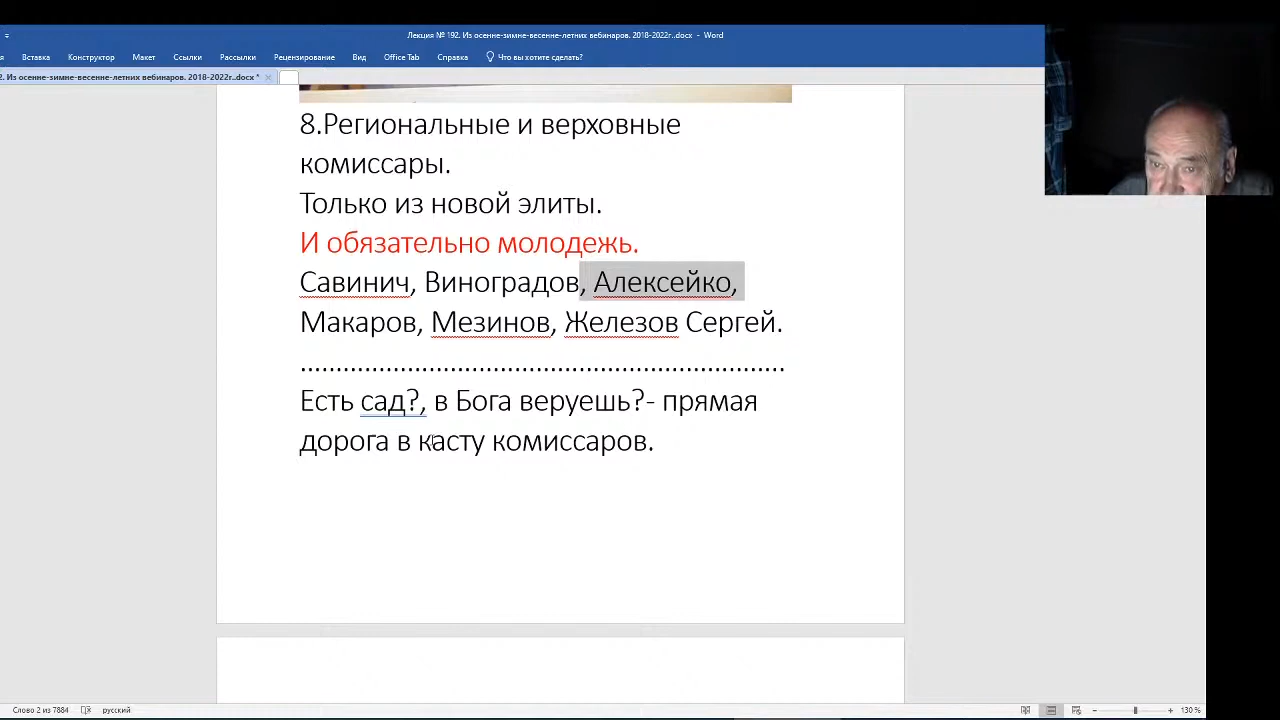 Лекция № 192. Из осенне-зимне-весенне-летних вебинаров. 2018-2022г..docx - Word
Вставка Конструктор Макет Ссылки Рассылки Рецензирование Вид Office Tab Справка Что вы хотите сделать?
2. Из осенне-зимне-весенне-летних вебинаров. 2018-2022г..docx *
8.Региональные и верховные
комиссары.
Только из новой элиты.
И обязательно молодежь.
Савинич, Виноградов, Алексейко,
Макаров, Мезинов, Железов Сергей.
....................................................................
Есть сад?, в Бога веруешь?- прямая
дорога в касту комиссаров.
Слово 2 из 7884 русский 130 %